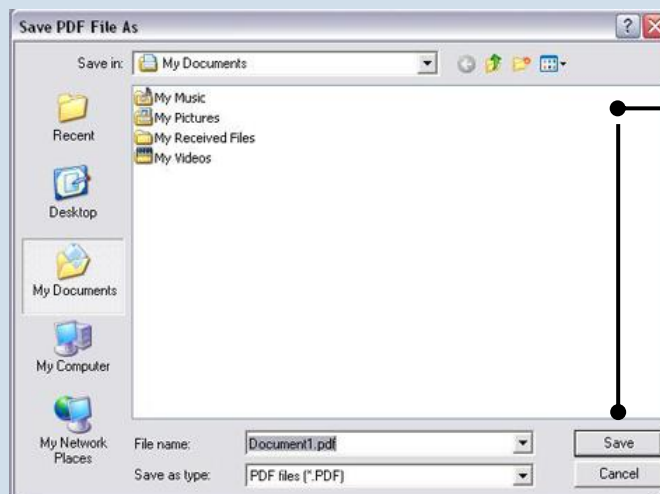 Save PDF File As
Save in: My Documents
My Music
My Pictures
My Received Files
My Videos
Recent
Desktop
My Documents
My Computer
My Network
Places
File name: Document1.pdf Save
Save as type: PDF files (*.PDF) Cancel